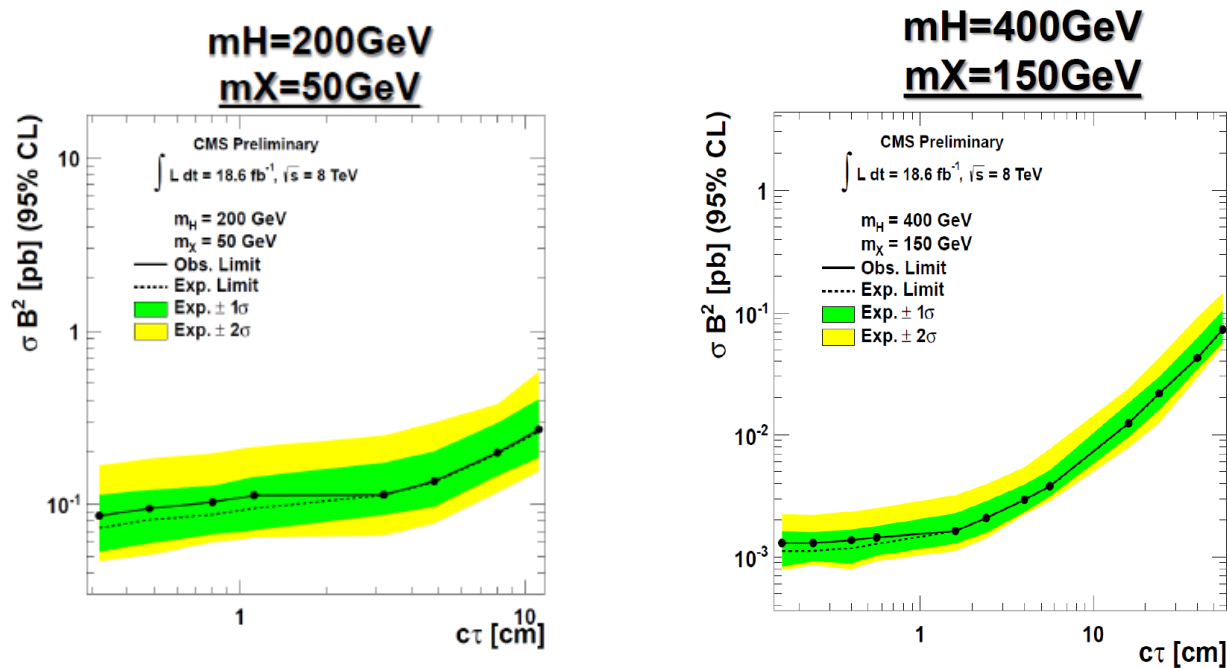 mH=200GeV
mX=50GeV
σ B² [pb] (95% CL)
10
1
10⁻¹
CMS Preliminary
∫ L dt = 18.6 fb⁻¹, √s = 8 TeV
m_H = 200 GeV
m_X = 50 GeV
Obs. Limit
Exp. Limit
Exp. ± 1σ
Exp. ± 2σ
1
10
cτ [cm]
mH=400GeV
mX=150GeV
σ B² [pb] (95% CL)
1
10⁻¹
10⁻²
10⁻³
CMS Preliminary
∫ L dt = 18.6 fb⁻¹, √s = 8 TeV
m_H = 400 GeV
m_X = 150 GeV
Obs. Limit
Exp. Limit
Exp. ± 1σ
Exp. ± 2σ
1
10
cτ [cm]